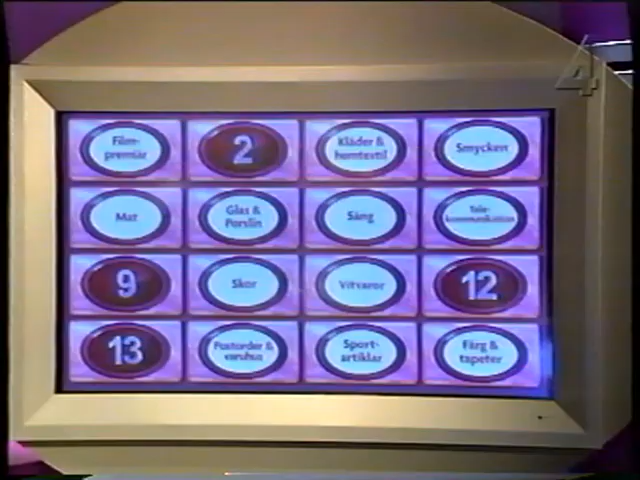 4
Film-
premiär
2
Kläder &
hemtextil
Smycken
Mat
Glas &
Porslin
Säng
Tele-
kommunikation
9
Skor
Vitvaror
12
13
Postorder &
varuhus
Sport-
artiklar
Färg &
tapeter